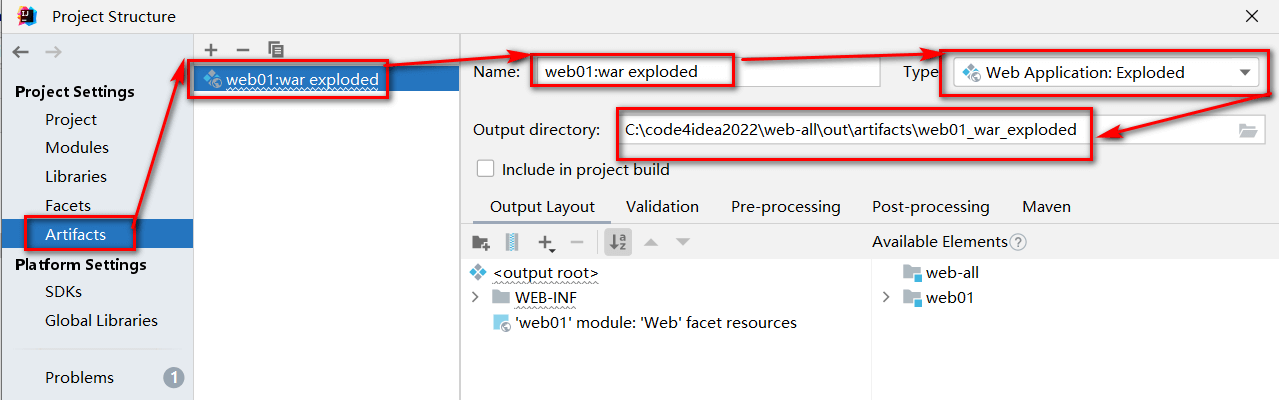 Project Structure
Project Settings
Project
Modules
Libraries
Facets
Artifacts
Platform Settings
SDKs
Global Libraries
Problems 1
web01:war exploded
Name: web01:war exploded Type Web Application: Exploded
Output directory: C:\code4idea2022\web-all\out\artifacts\web01_war_exploded
Include in project build
Output Layout Validation Pre-processing Post-processing Maven
Available Elements ?
<output root>
WEB-INF
'web01' module: 'Web' facet resources
web-all
web01